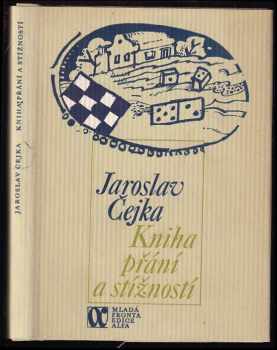 JAROSLAV ČEJKA KNIHA PŘÁNÍ A STÍŽNOSTÍ
Jaroslav
Čejka
Kniha
přání
a stížností
MLADÁ
FRONTA
EDICE
ALFA